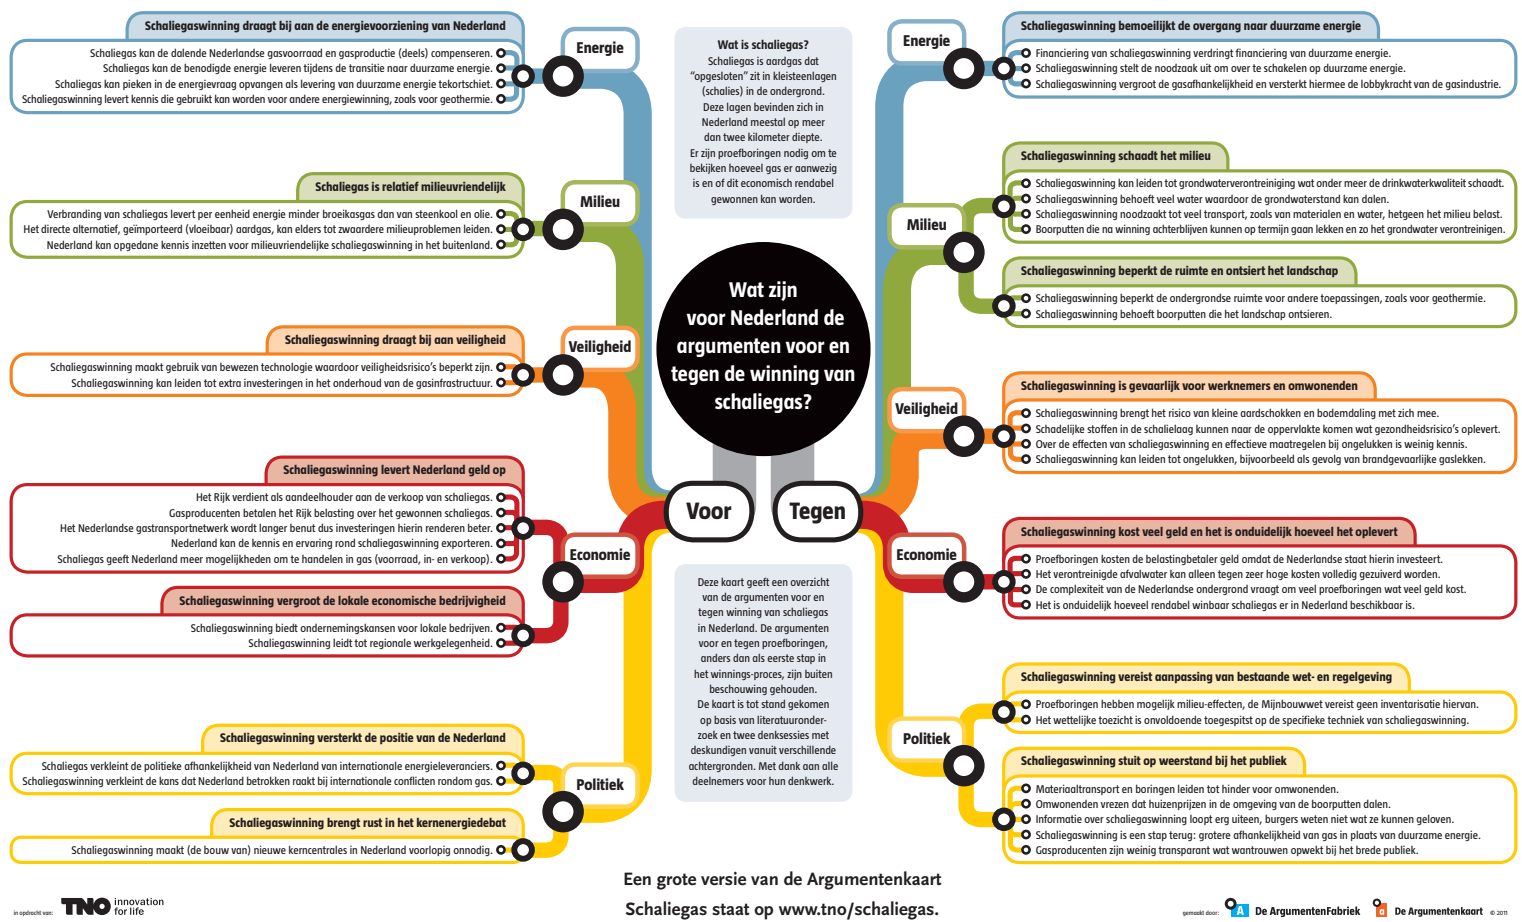 Schaliegaswinning draagt bij aan de energievoorziening van Nederland
Schaliegas kan de dalende Nederlandse gasvoorraad en gasproductie (deels) compenseren.
Schaliegas kan de benodigde energie leveren tijdens de transitie naar duurzame energie.
Schaliegas kan pieken in de energievraag opvangen als levering van duurzame energie tekortschiet.
Schaliegaswinning levert kennis die gebruikt kan worden voor andere energiewinning, zoals voor geothermie.
Energie
Schaliegas is relatief milieuvriendelijk
Verbranding van schaliegas levert per eenheid energie minder broeikasgas dan van steenkool en olie.
Het directe alternatief, geïmporteerd (vloeibaar) aardgas, kan elders tot zwaardere milieuproblemen leiden.
Nederland kan opgedane kennis inzetten voor milieuvriendelijke schaliegaswinning in het buitenland.
Milieu
Schaliegaswinning draagt bij aan veiligheid
Schaliegaswinning maakt gebruik van bewezen technologie waardoor veiligheidsrisico's beperkt zijn.
Schaliegaswinning kan leiden tot extra investeringen in het onderhoud van de gasinfrastructuur.
Veiligheid
Schaliegaswinning levert Nederland geld op
Het Rijk verdient als aandeelhouder aan de verkoop van schaliegas.
Gasproducenten betalen het Rijk belasting over het gewonnen schaliegas.
Het Nederlandse gastransportnetwerk wordt langer benut dus investeringen hierin renderen beter.
Nederland kan de kennis en ervaring rond schaliegaswinning exporteren.
Schaliegas geeft Nederland meer mogelijkheden om te handelen in gas (voorraad, in- en verkoop).
Economie
Schaliegaswinning vergroot de lokale economische bedrijvigheid
Schaliegaswinning biedt ondernemingskansen voor lokale bedrijven.
Schaliegaswinning leidt tot regionale werkgelegenheid.
Schaliegaswinning versterkt de positie van de Nederland
Schaliegas verkleint de politieke afhankelijkheid van Nederland van internationale energieleveranciers.
Schaliegaswinning verkleint de kans dat Nederland betrokken raakt bij internationale conflicten rondom gas.
Politiek
Schaliegaswinning brengt rust in het kernenergiedebat
Schaliegaswinning maakt (de bouw van) nieuwe kerncentrales in Nederland voorlopig onnodig.
Wat is schaliegas?
Schaliegas is aardgas dat
“opgesloten” zit in kleisteenlagen
(schalies) in de ondergrond.
Deze lagen bevinden zich in
Nederland meestal op meer
dan twee kilometer diepte.
Er zijn proefboringen nodig om te
bekijken hoeveel gas er aanwezig
is en of dit economisch rendabel
gewonnen kan worden.
Wat zijn
voor Nederland de
argumenten voor en
tegen de winning van
schaliegas?
Voor
Tegen
Deze kaart geeft een overzicht
van de argumenten voor en
tegen winning van schaliegas
in Nederland. De argumenten
voor en tegen proefboringen,
anders dan als eerste stap in
het winnings-proces, zijn buiten
beschouwing gehouden.
De kaart is tot stand gekomen
op basis van literatuuronder-
zoek en twee denksessies met
deskundigen vanuit verschillende
achtergronden. Met dank aan alle
deelnemers voor hun denkwerk.
Energie
Schaliegaswinning bemoeilijkt de overgang naar duurzame energie
Financiering van schaliegaswinning verdringt financiering van duurzame energie.
Schaliegaswinning stelt de noodzaak uit om over te schakelen op duurzame energie.
Schaliegaswinning vergroot de gasafhankelijkheid en versterkt hiermee de lobbykracht van de gasindustrie.
Milieu
Schaliegaswinning schaadt het milieu
Schaliegaswinning kan leiden tot grondwaterverontreiniging wat onder meer de drinkwaterkwaliteit schaadt.
Schaliegaswinning behoeft veel water waardoor de grondwaterstand kan dalen.
Schaliegaswinning noodzaakt tot veel transport, zoals van materialen en water, hetgeen het milieu belast.
Boorputten die na winning achterblijven kunnen op termijn gaan lekken en zo het grondwater verontreinigen.
Schaliegaswinning beperkt de ruimte en ontsiert het landschap
Schaliegaswinning beperkt de ondergrondse ruimte voor andere toepassingen, zoals voor geothermie.
Schaliegaswinning behoeft boorputten die het landschap ontsieren.
Veiligheid
Schaliegaswinning is gevaarlijk voor werknemers en omwonenden
Schaliegaswinning brengt het risico van kleine aardschokken en bodemdaling met zich mee.
Schadelijke stoffen in de schalielaag kunnen naar de oppervlakte komen wat gezondheidsrisico's oplevert.
Over de effecten van schaliegaswinning en effectieve maatregelen bij ongelukken is weinig kennis.
Schaliegaswinning kan leiden tot ongelukken, bijvoorbeeld als gevolg van brandgevaarlijke gaslekken.
Economie
Schaliegaswinning kost veel geld en het is onduidelijk hoeveel het oplevert
Proefboringen kosten de belastingbetaler geld omdat de Nederlandse staat hierin investeert.
Het verontreinigde afvalwater kan alleen tegen zeer hoge kosten volledig gezuiverd worden.
De complexiteit van de Nederlandse ondergrond vraagt om veel proefboringen wat veel geld kost.
Het is onduidelijk hoeveel rendabel winbaar schaliegas er in Nederland beschikbaar is.
Politiek
Schaliegaswinning vereist aanpassing van bestaande wet- en regelgeving
Proefboringen hebben mogelijk milieu-effecten, de Mijnbouwwet vereist geen inventarisatie hiervan.
Het wettelijke toezicht is onvoldoende toegespitst op de specifieke techniek van schaliegaswinning.
Schaliegaswinning stuit op weerstand bij het publiek
Materiaaltransport en boringen leiden tot hinder voor omwonenden.
Omwonenden vrezen dat huizenprijzen in de omgeving van de boorputten dalen.
Informatie over schaliegaswinning loopt erg uiteen, burgers weten niet wat ze kunnen geloven.
Schaliegaswinning is een stap terug: grotere afhankelijkheid van gas in plaats van duurzame energie.
Gasproducenten zijn weinig transparant wat wantrouwen opwekt bij het brede publiek.
Een grote versie van de Argumentenkaart
Schaliegas staat op www.tno/schaliegas.
in opdracht van:
TNO innovation
for life
gemaakt door:
A De ArgumentenFabriek
a De Argumentenkaart
© 2011